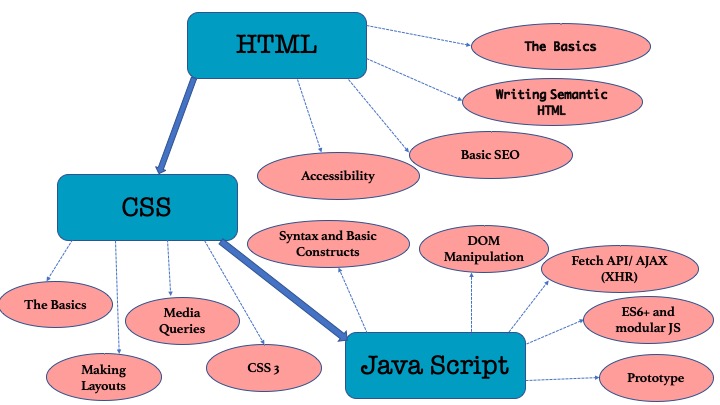 HTML
The Basics
Writing Semantic
HTML
Basic SEO
Accessibility
CSS
Syntax and Basic
Constructs
DOM
Manipulation
Fetch API/ AJAX
(XHR)
The Basics
Media
Queries
ES6+ and
modular JS
Making
Layouts
CSS 3
Java Script
Prototype